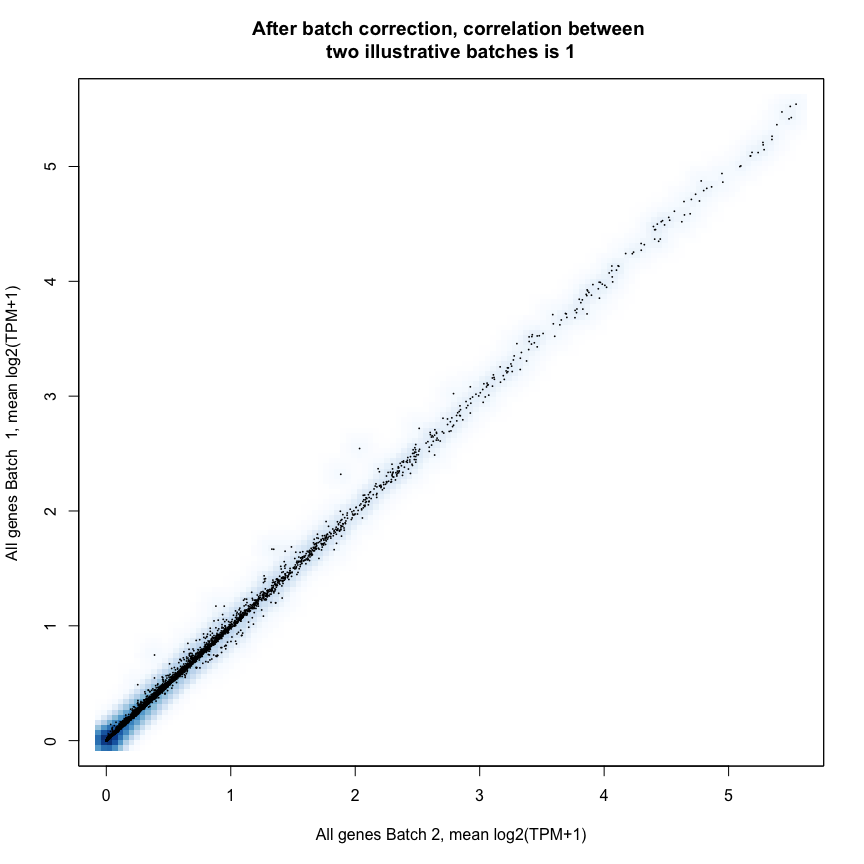 After batch correction, correlation between
two illustrative batches is 1
All genes Batch  1, mean log2(TPM+1)
5
4
3
2
1
0
0 1 2 3 4 5
All genes Batch 2, mean log2(TPM+1)